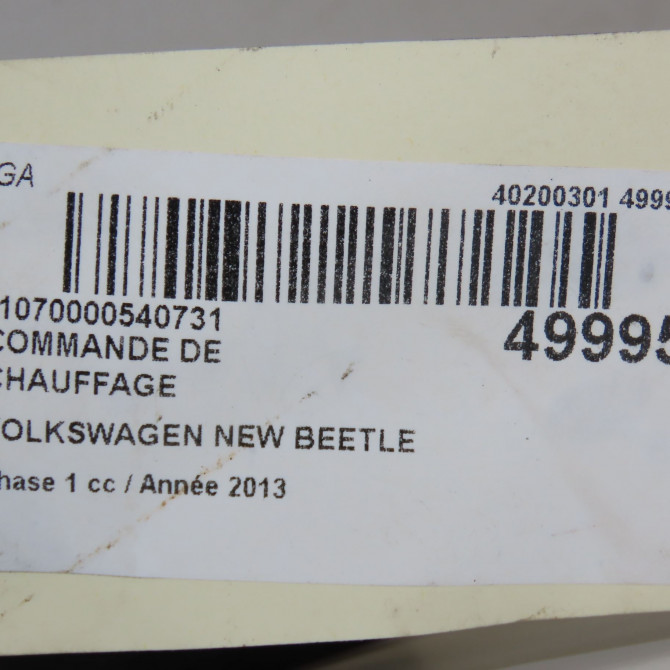 GA
40200301 4999
1070000540731
49995
COMMANDE DE
CHAUFFAGE
OLKSWAGEN NEW BEETLE
hase 1 cc / Année 2013